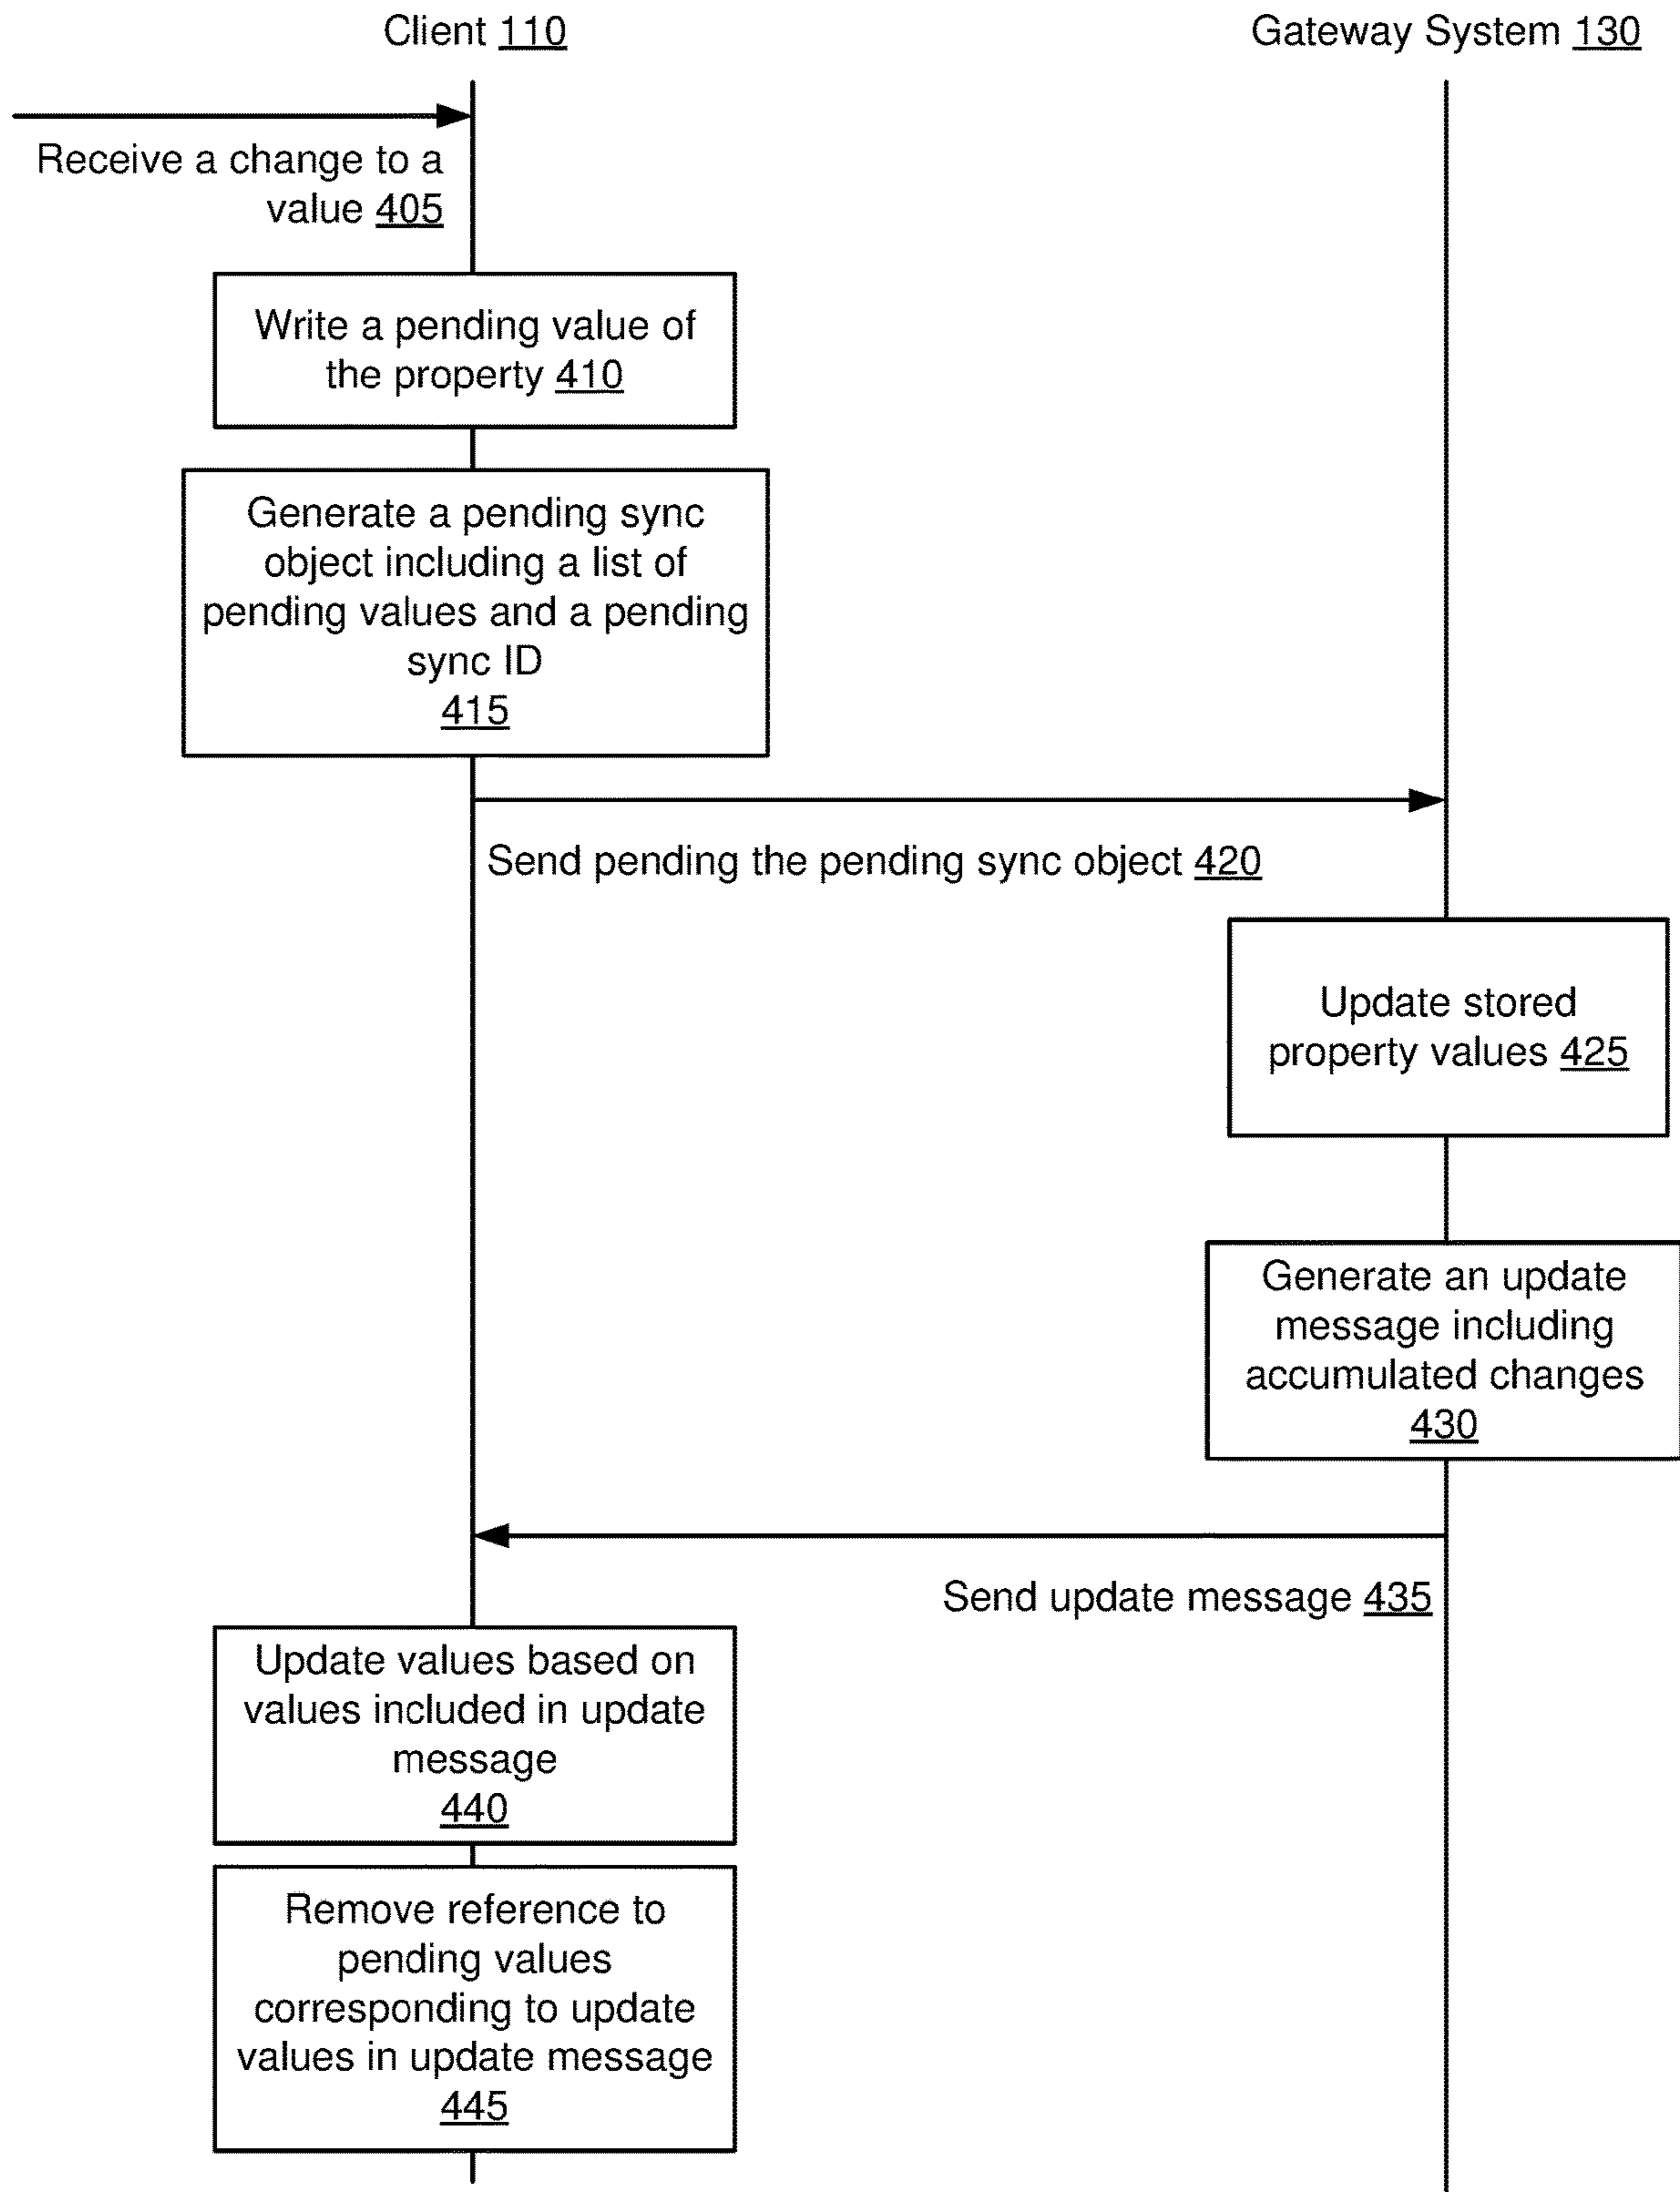 Client 110
Gateway System 130
Receive a change to a
value 405
Write a pending value of
the property 410
Generate a pending sync
object including a list of
pending values and a pending
sync ID
415
Send pending the pending sync object 420
Update stored
property values 425
Generate an update
message including
accumulated changes
430
Send update message 435
Update values based on
values included in update
message
440
Remove reference to
pending values
corresponding to update
values in update message
445